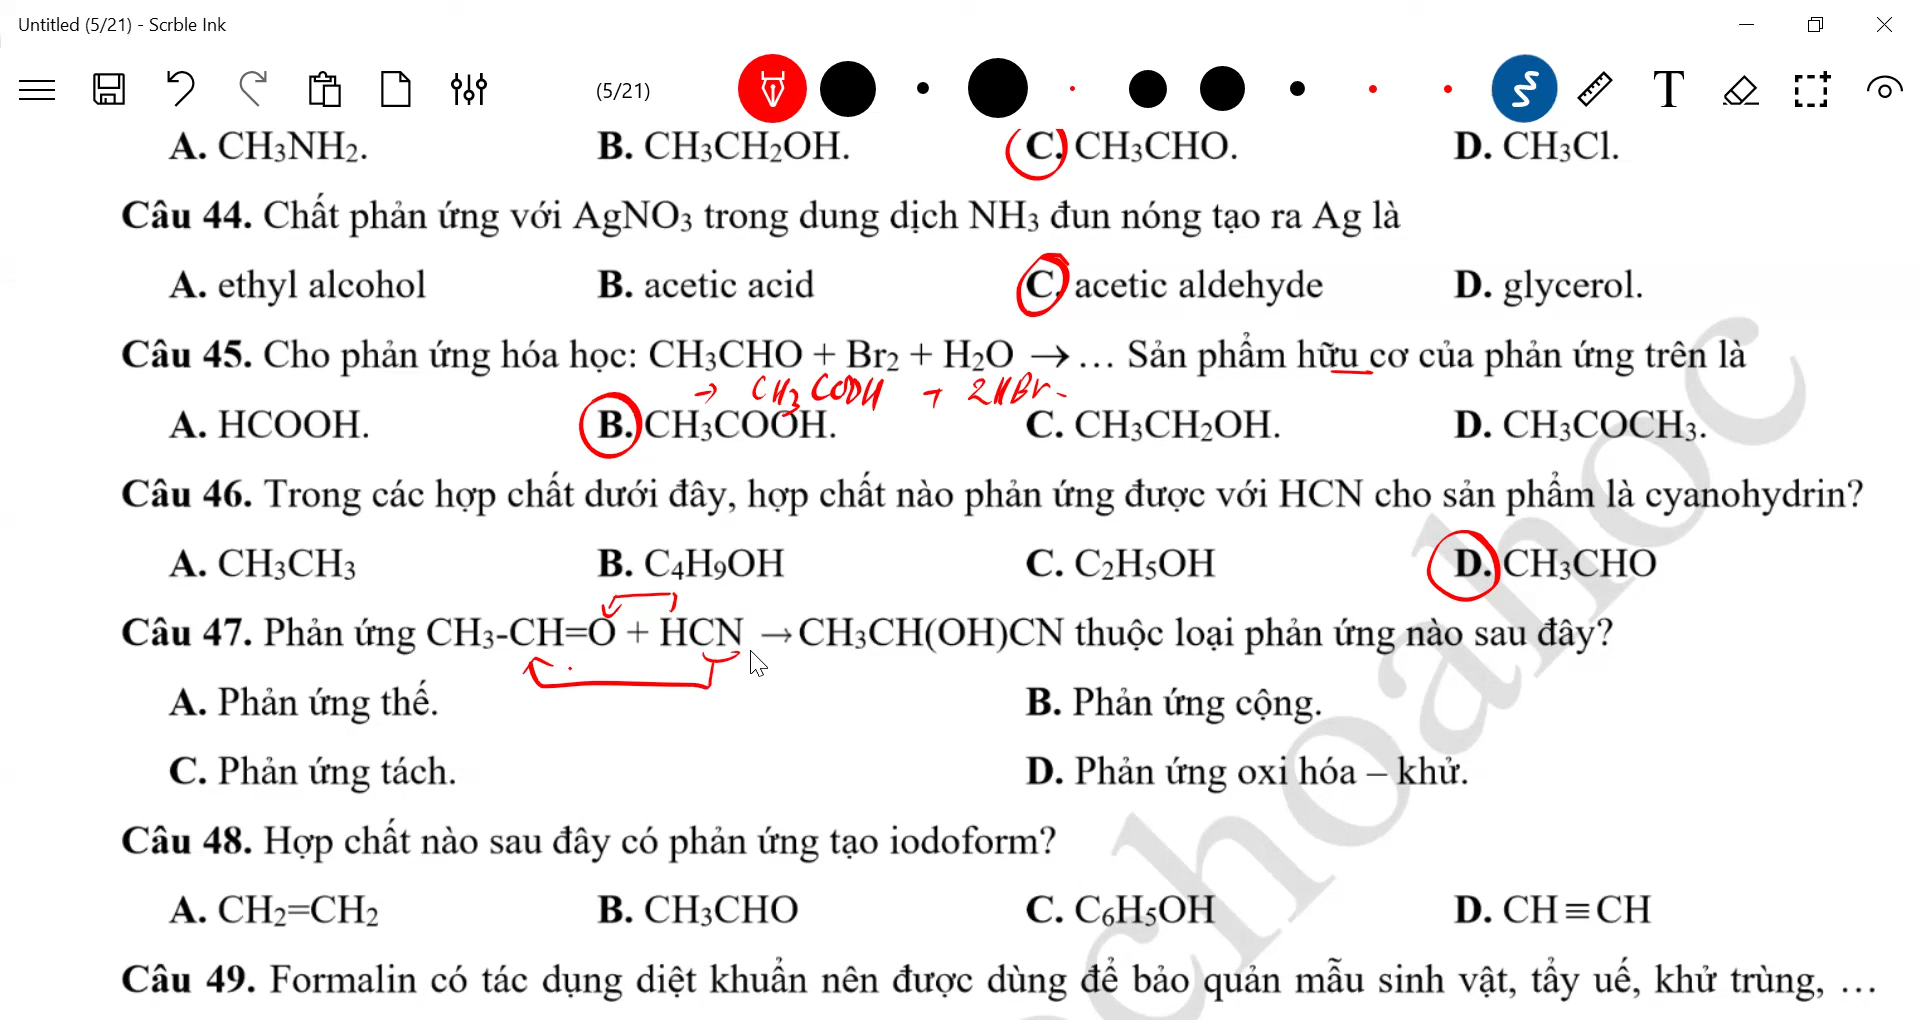 Untitled (5/21) - Scrble Ink
(5/21)
T
A. CH3NH2. B. CH3CH2OH. C. CH3CHO. D. CH3Cl.
Câu 44. Chất phản ứng với AgNO3 trong dung dịch NH3 đun nóng tạo ra Ag là
A. ethyl alcohol B. acetic acid C. acetic aldehyde D. glycerol.
Câu 45. Cho phản ứng hóa học: CH3CHO + Br2 + H2O →… Sản phẩm hữu cơ của phản ứng trên là
→ CH3COOH + 2HBr.
A. HCOOH. B. CH3COOH. C. CH3CH2OH. D. CH3COCH3.
Câu 46. Trong các hợp chất dưới đây, hợp chất nào phản ứng được với HCN cho sản phẩm là cyanohydrin?
A. CH3CH3 B. C4H9OH C. C2H5OH D. CH3CHO
Câu 47. Phản ứng CH3-CH=O + HCN →CH3CH(OH)CN thuộc loại phản ứng nào sau đây?
A. Phản ứng thế. B. Phản ứng cộng.
C. Phản ứng tách. D. Phản ứng oxi hóa – khử.
Câu 48. Hợp chất nào sau đây có phản ứng tạo iodoform?
A. CH2=CH2 B. CH3CHO C. C6H5OH D. CH≡CH
Câu 49. Formalin có tác dụng diệt khuẩn nên được dùng để bảo quản mẫu sinh vật, tẩy uế, khử trùng, …
choahoc